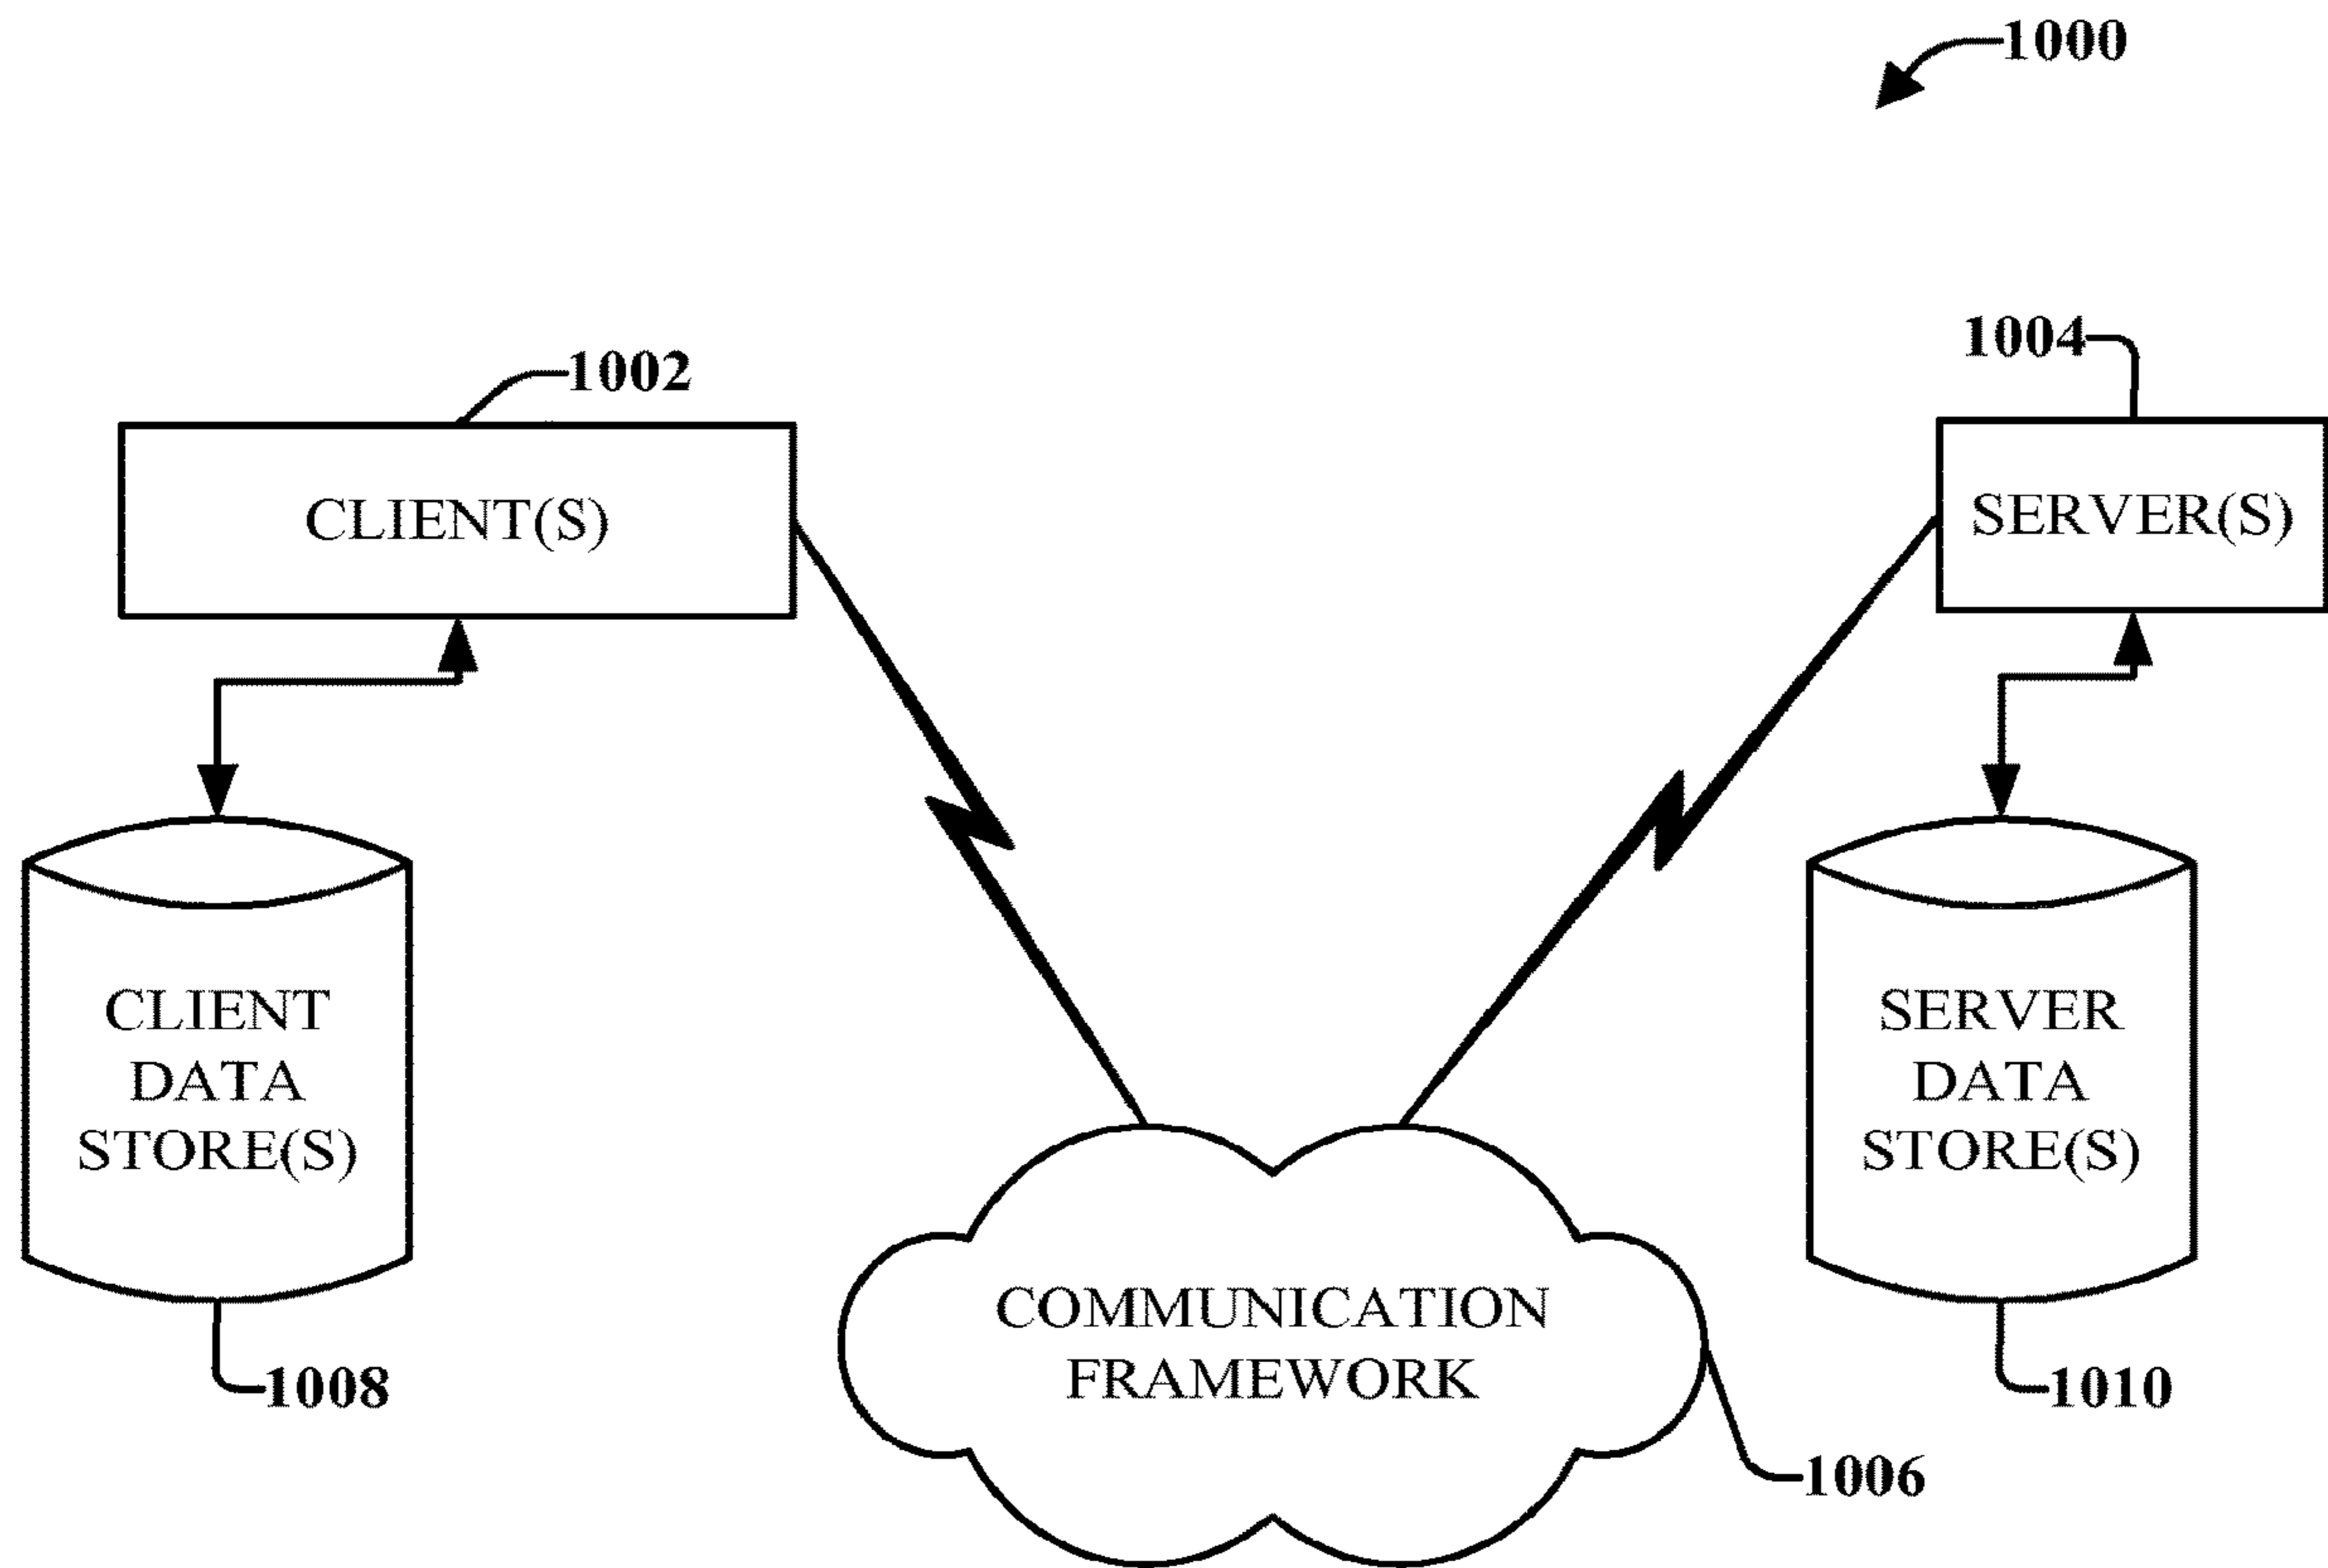 1000
1002
1004
CLIENT(S)
SERVER(S)
CLIENT
DATA
STORE(S)
SERVER
DATA
STORE(S)
COMMUNICATION
FRAMEWORK
1008
1010
1006